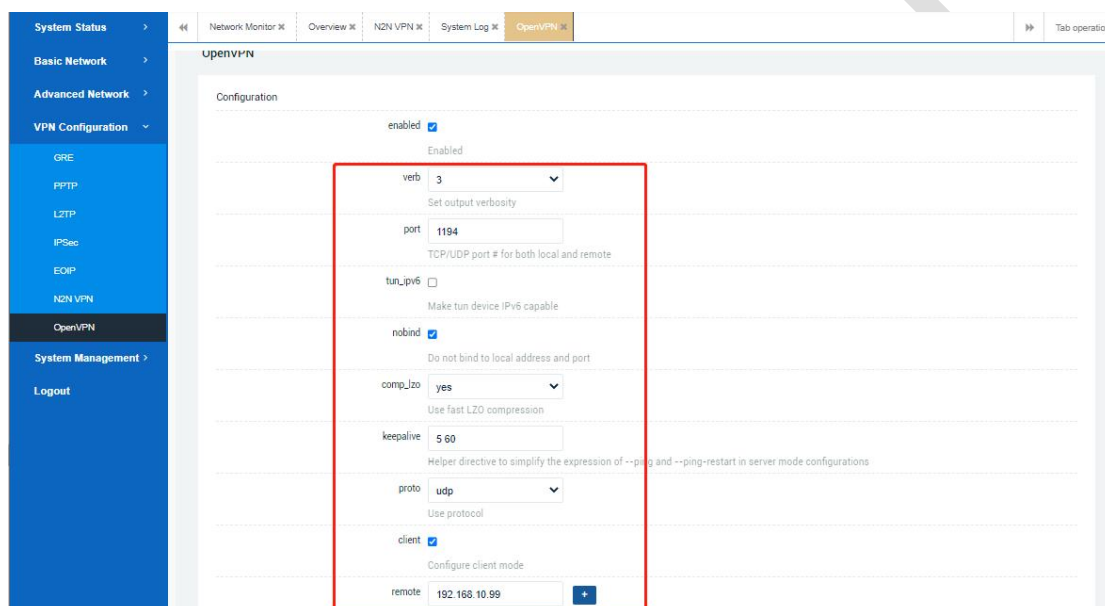 System Status
Network Monitor
Overview
N2N VPN
System Log
OpenVPN
Tab operatio
Basic Network
OpenVPN
Advanced Network
Configuration
VPN Configuration
enabled
Enabled
GRE
verb 3
PPTP
Set output verbosity
L2TP
port 1194
IPSec
TCP/UDP port # for both local and remote
EOIP
tun_ipv6
N2N VPN
Make tun device IPv6 capable
OpenVPN
nobind
System Management
Do not bind to local address and port
Logout
comp_lzo yes
Use fast LZO compression
keepalive 5 60
Helper directive to simplify the expression of --ping and --ping-restart in server mode configurations
proto udp
Use protocol
client
Configure client mode
remote 192.168.10.99 +